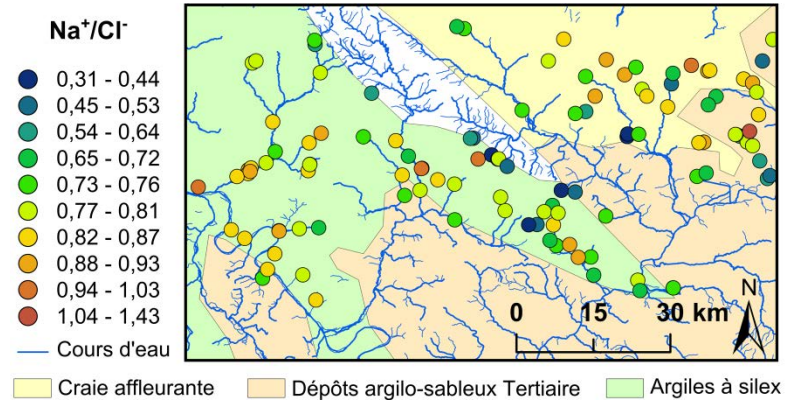 Na⁺/Cl⁻
0,31 - 0,44
0,45 - 0,53
0,54 - 0,64
0,65 - 0,72
0,73 - 0,76
0,77 - 0,81
0,82 - 0,87
0,88 - 0,93
0,94 - 1,03
1,04 - 1,43
Cours d'eau
N
0 15 30 km
Craie affleurante Dépôts argilo-sableux Tertiaire Argiles à silex